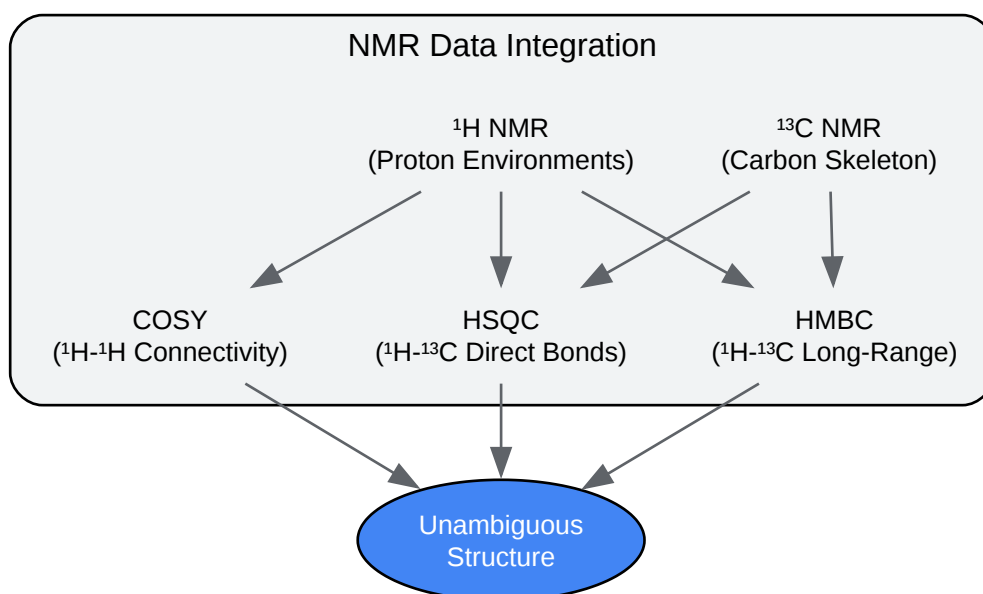 NMR Data Integration
¹H NMR
(Proton Environments)
¹³C NMR
(Carbon Skeleton)
COSY
(¹H-¹H Connectivity)
HSQC
(¹H-¹³C Direct Bonds)
HMBC
(¹H-¹³C Long-Range)
Unambiguous
Structure